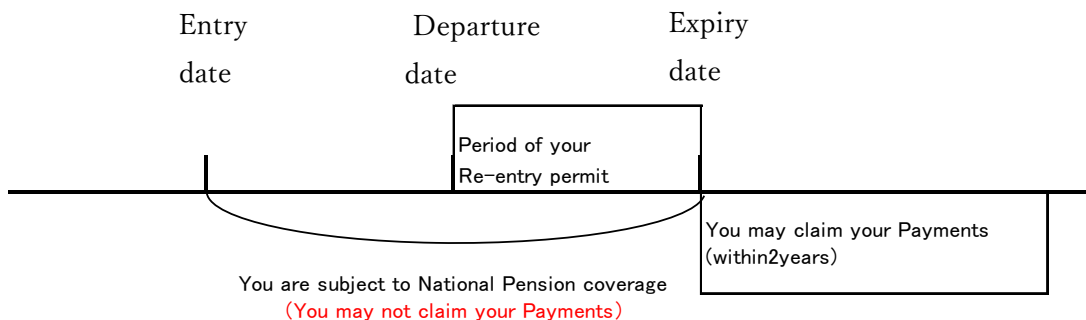 Entry
date
Departure
date
Expiry
date
Period of your
Re-entry permit
You may claim your Payments
(within2years)
You are subject to National Pension coverage
(You may not claim your Payments)